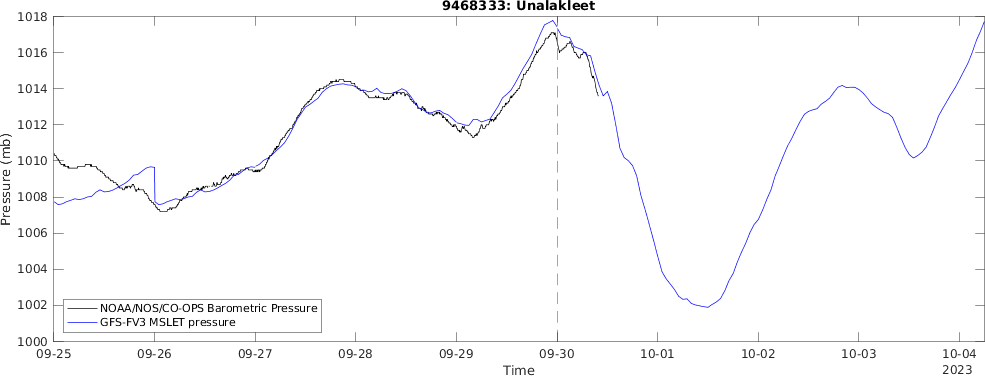 9468333: Unalakleet
1018
1016
1014
1012
1010
1008
1006
1004
1002
1000
Pressure (mb)
NOAA/NOS/CO-OPS Barometric Pressure
GFS-FV3 MSLET pressure
09-25 09-26 09-27 09-28 09-29 09-30 10-01 10-02 10-03 10-04
Time
2023